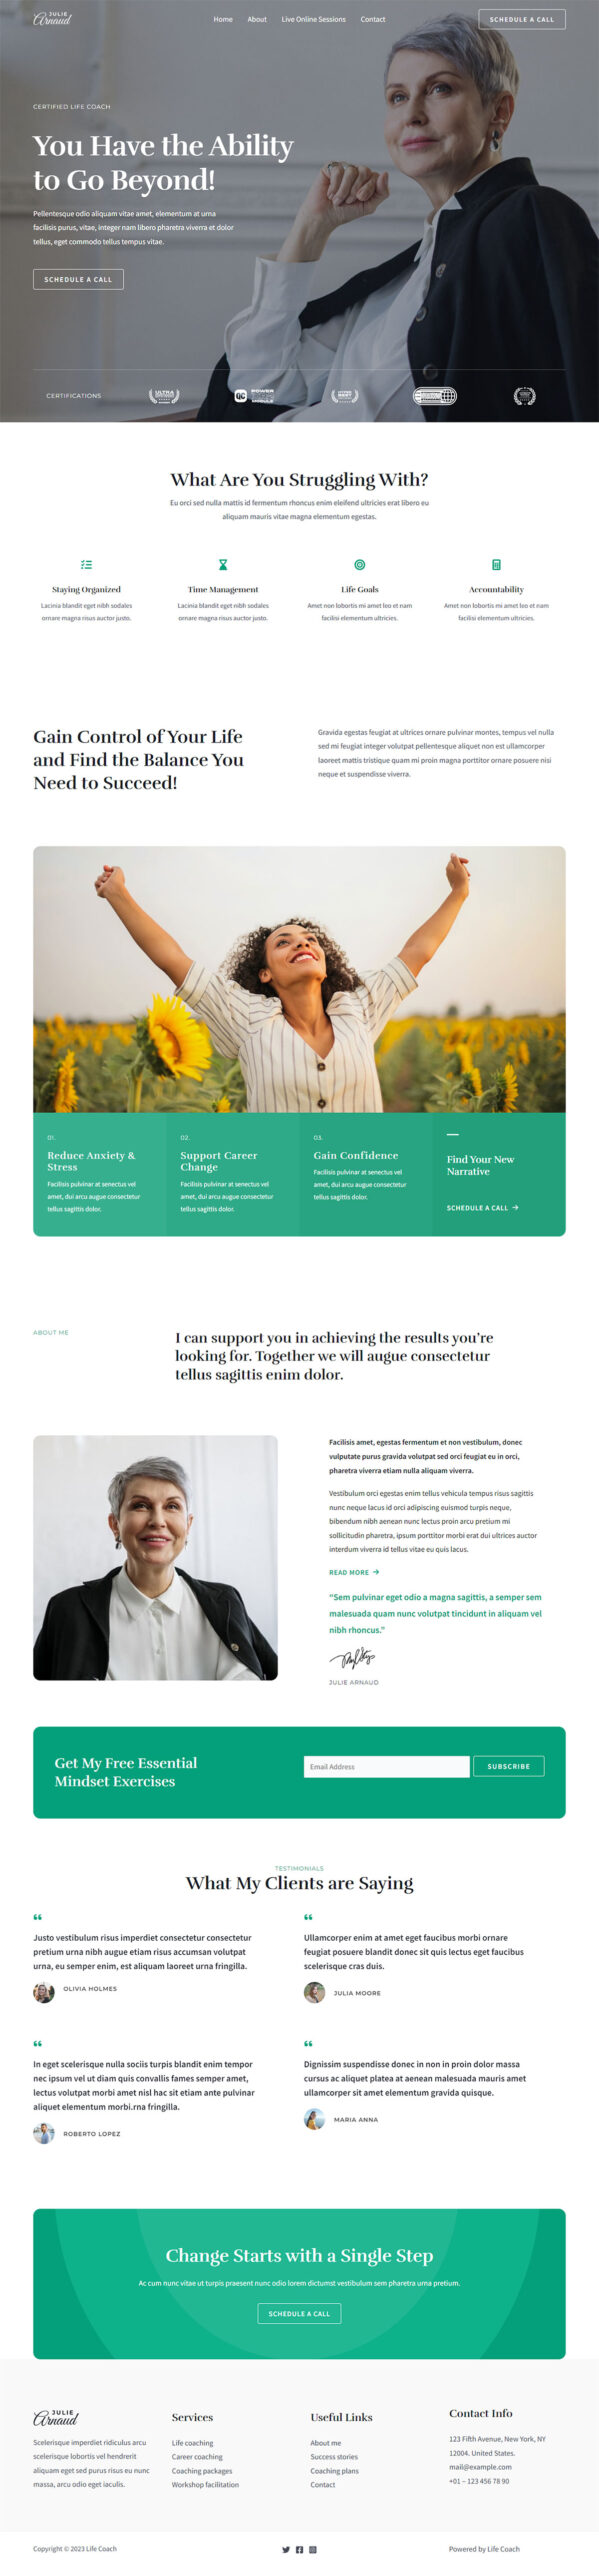 JULIE
Arnaud
Home
About
Live Online Sessions
Contact
SCHEDULE A CALL
CERTIFIED LIFE COACH
You Have the Ability
to Go Beyond!
Pellentesque odio aliquam vitae amet, elementum at urna
facilisis purus, vitae, integer nam libero pharetra viverra et dolor
tellus, eget commodo tellus tempus vitae.
SCHEDULE A CALL
CERTIFICATIONS
What Are You Struggling With?
Eu orci sed nulla mattis id fermentum rhoncus enim eleifend ultricies erat libero eu
aliquam mauris vitae magna elementum egestas.
Staying Organized
Lacinia blandit eget nibh sodales
ornare magna risus auctor justo.
Time Management
Lacinia blandit eget nibh sodales
ornare magna risus auctor justo.
Life Goals
Amet non lobortis mi amet leo et nam
facilisi elementum ultricies.
Accountability
Amet non lobortis mi amet leo et nam
facilisi elementum ultricies.
Gain Control of Your Life
and Find the Balance You
Need to Succeed!
Gravida egestas feugiat at ultrices ornare pulvinar montes, tempus vel nulla
sed mi feugiat integer volutpat pellentesque aliquet non est ullamcorper
laoreet mattis tristique quam mi proin magna porttitor ornare posuere nisi
neque et suspendisse viverra.
01.
Reduce Anxiety &
Stress
Facilisis pulvinar at senectus vel
amet, dui arcu augue consectetur
tellus sagittis dolor.
02.
Support Career
Change
Facilisis pulvinar at senectus vel
amet, dui arcu augue consectetur
tellus sagittis dolor.
03.
Gain Confidence
Facilisis pulvinar at senectus vel
amet, dui arcu augue consectetur
tellus sagittis dolor.
Find Your New
Narrative
SCHEDULE A CALL
ABOUT ME
I can support you in achieving the results you’re
looking for. Together we will augue consectetur
tellus sagittis enim dolor.
Facilisis amet, egestas fermentum et non vestibulum, donec
vulputate purus gravida volutpat sed orci feugiat eu in orci,
pharetra viverra etiam nulla aliquam viverra.
Vestibulum orci egestas enim tellus vehicula tempus risus sagittis
nunc neque lacus id orci adipiscing euismod turpis neque,
bibendum nibh aenean nunc lectus proin arcu pretium mi
sollicitudin pharetra, ipsum porttitor morbi erat dui ultrices auctor
interdum viverra id tellus vitae eu quis lacus.
READ MORE
“Sem pulvinar eget odio a magna sagittis, a semper sem
malesuada quam nunc volutpat tincidunt in aliquam vel
nibh rhoncus.”
JULIE ARNAUD
Get My Free Essential
Mindset Exercises
Email Address
SUBSCRIBE
TESTIMONIALS
What My Clients are Saying
Justo vestibulum risus imperdiet consectetur consectetur
pretium urna nibh augue etiam risus accumsan volutpat
urna, eu semper enim, est aliquam laoreet urna fringilla.
OLIVIA HOLMES
Ullamcorper enim at amet eget faucibus morbi ornare
feugiat posuere blandit donec sit quis lectus eget faucibus
scelerisque cras duis.
JULIA MOORE
In eget scelerisque nulla sociis turpis blandit enim tempor
nec ipsum vel ut diam quis convallis fames semper amet,
lectus volutpat morbi amet nisl hac sit etiam ante pulvinar
aliquet elementum morbi.rna fringilla.
ROBERTO LOPEZ
Dignissim suspendisse donec in non in proin dolor massa
cursus ac aliquet platea at aenean malesuada mauris amet
ullamcorper sit amet elementum gravida quisque.
MARIA ANNA
Change Starts with a Single Step
Ac cum nunc vitae ut turpis praesent nunc odio lorem dictumst vestibulum sem pharetra urna pretium.
SCHEDULE A CALL
JULIE
Arnaud
Scelerisque imperdiet ridiculus arcu
scelerisque lobortis vel hendrerit
aliquam eget sed purus risus eu nunc
massa, arcu odio eget iaculis.
Services
Life coaching
Career coaching
Coaching packages
Workshop facilitation
Useful Links
About me
Success stories
Coaching plans
Contact
Contact Info
123 Fifth Avenue, New York, NY
12004. United States.
mail@example.com
+01 – 123 456 78 90
Copyright © 2023 Life Coach
Powered by Life Coach